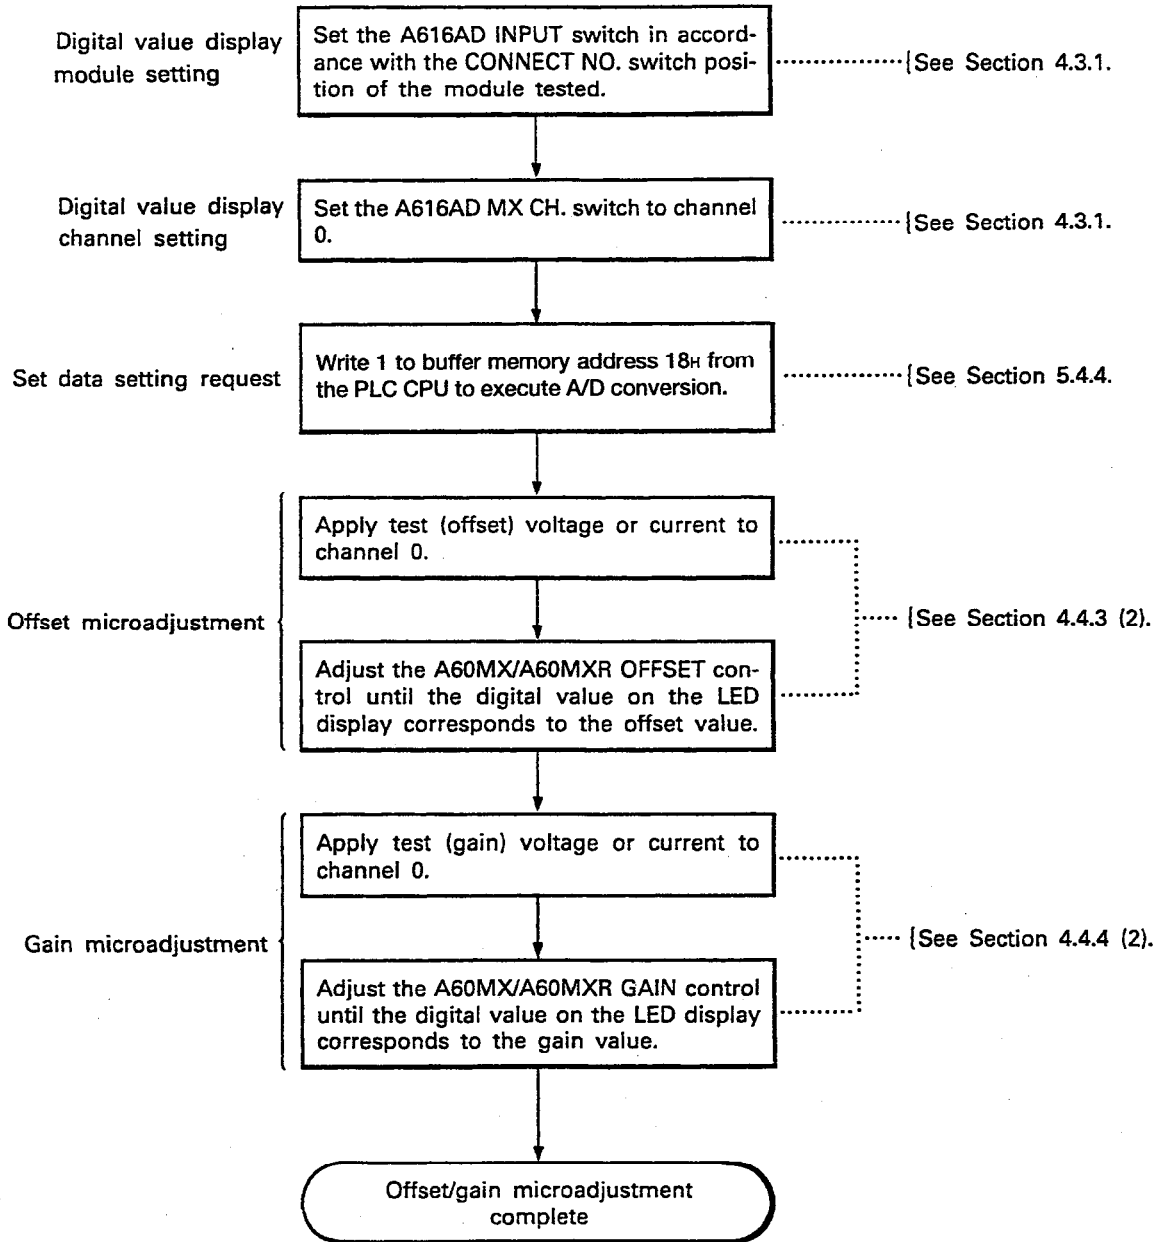 Digital value display
module setting
Set the A616AD INPUT switch in accord-
ance with the CONNECT NO. switch posi-
tion of the module tested.
{See Section 4.3.1.
Digital value display
channel setting
Set the A616AD MX CH. switch to channel
0.
{See Section 4.3.1.
Set data setting request
Write 1 to buffer memory address 18H from
the PLC CPU to execute A/D conversion.
{See Section 5.4.4.
Offset microadjustment
Apply test (offset) voltage or current to
channel 0.
Adjust the A60MX/A60MXR OFFSET con-
trol until the digital value on the LED
display corresponds to the offset value.
{See Section 4.4.3 (2).
Gain microadjustment
Apply test (gain) voltage or current to
channel 0.
Adjust the A60MX/A60MXR GAIN control
until the digital value on the LED display
corresponds to the gain value.
{See Section 4.4.4 (2).
Offset/gain microadjustment
complete